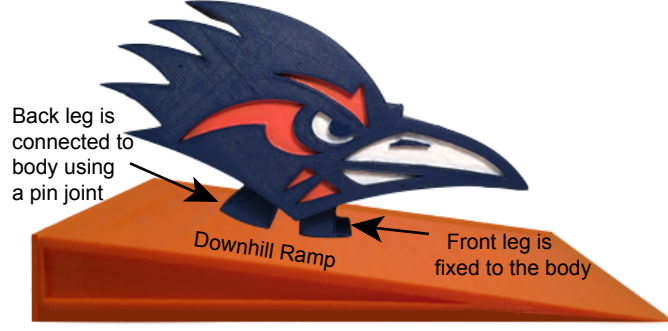 Back leg is
connected to
body using
a pin joint
Downhill Ramp
Front leg is
fixed to the body